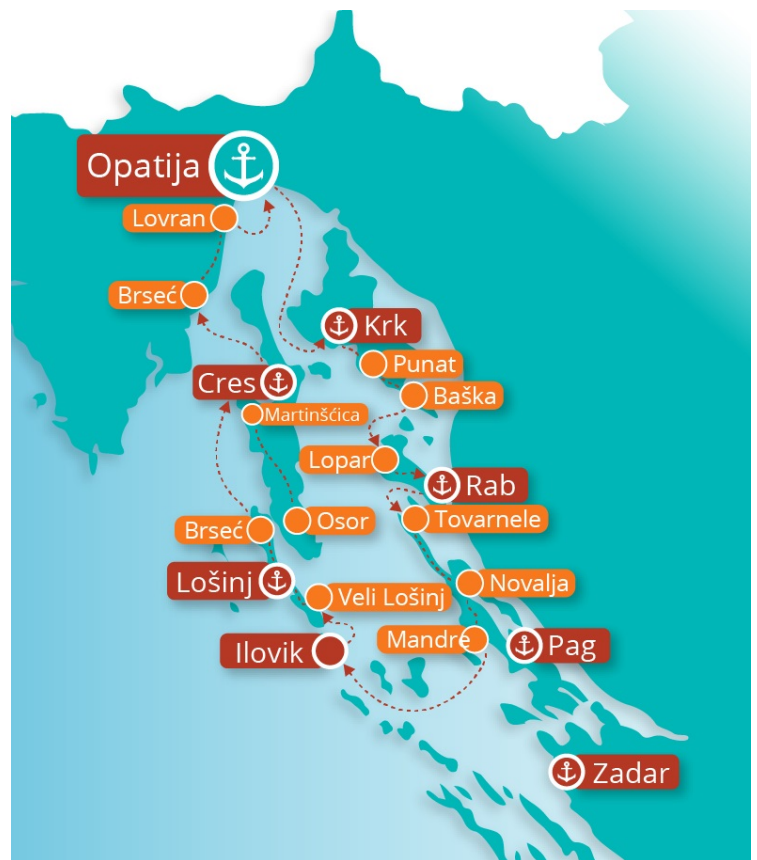 Opatija
Lovran
Brseć
Krk
Punat
Cres
Baška
Martinšćica
Lopar
Rab
Osor
Tovarnele
Brseć
Lošinj
Novalja
Veli Lošinj
Mandre
Ilovik
Pag
Zadar